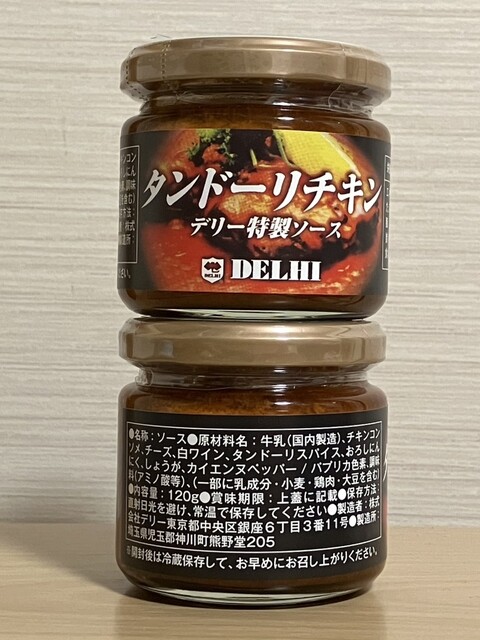 タンドーリチキン
デリー特製ソース
DELHI
DELHI
●名称：ソース●原材料名：牛乳(国内製造)、チキンコン
ソメ、チーズ、白ワイン、タンドーリスパイス、おろしにん
にく、しょうが、カイエンヌペッパー / パプリカ色素、調味
料(アミノ酸等)、(一部に乳成分・小麦・鶏肉・大豆を含む)
●内容量：120g●賞味期限：上蓋に記載●保存方法：
直射日光を避け、常温で保存してください。●製造者：株式
会社デリー東京都中央区銀座６丁目３番11号●製造所：
埼玉県児玉郡神川町熊野堂205
※開封後は冷蔵保存して、お早めにお召し上がりください。